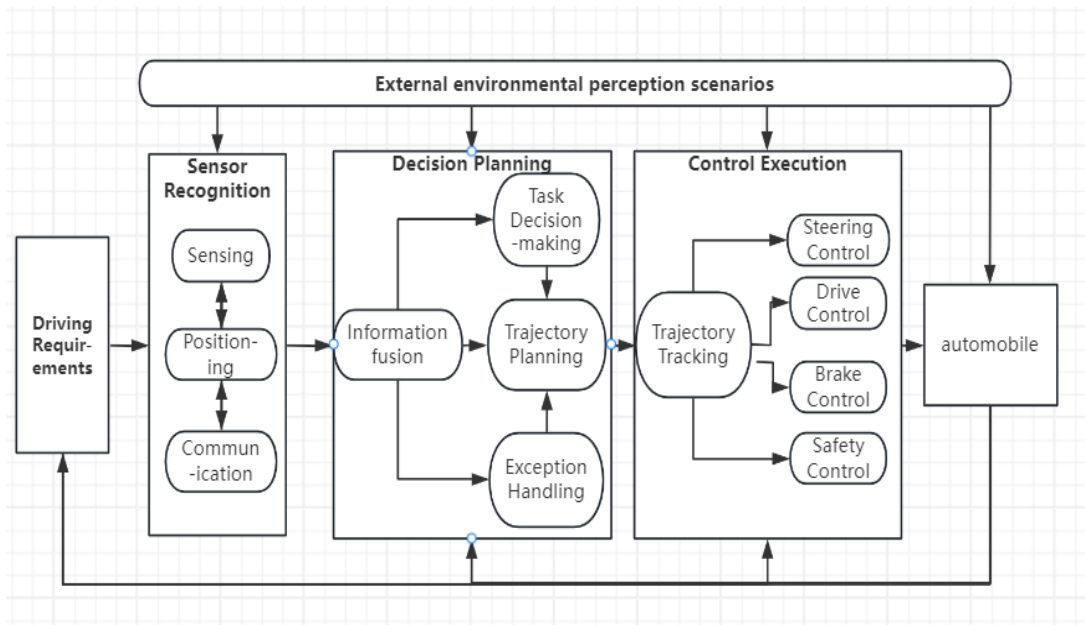 External environmental perception scenarios
Sensor
Recognition
Decision Planning
Control Execution
Driving
Requir-
ements
Sensing
Position-
ing
Commun
-ication
Information
fusion
Task
Decision
-making
Trajectory
Planning
Exception
Handling
Trajectory
Tracking
Steering
Control
Drive
Control
Brake
Control
Safety
Control
automobile